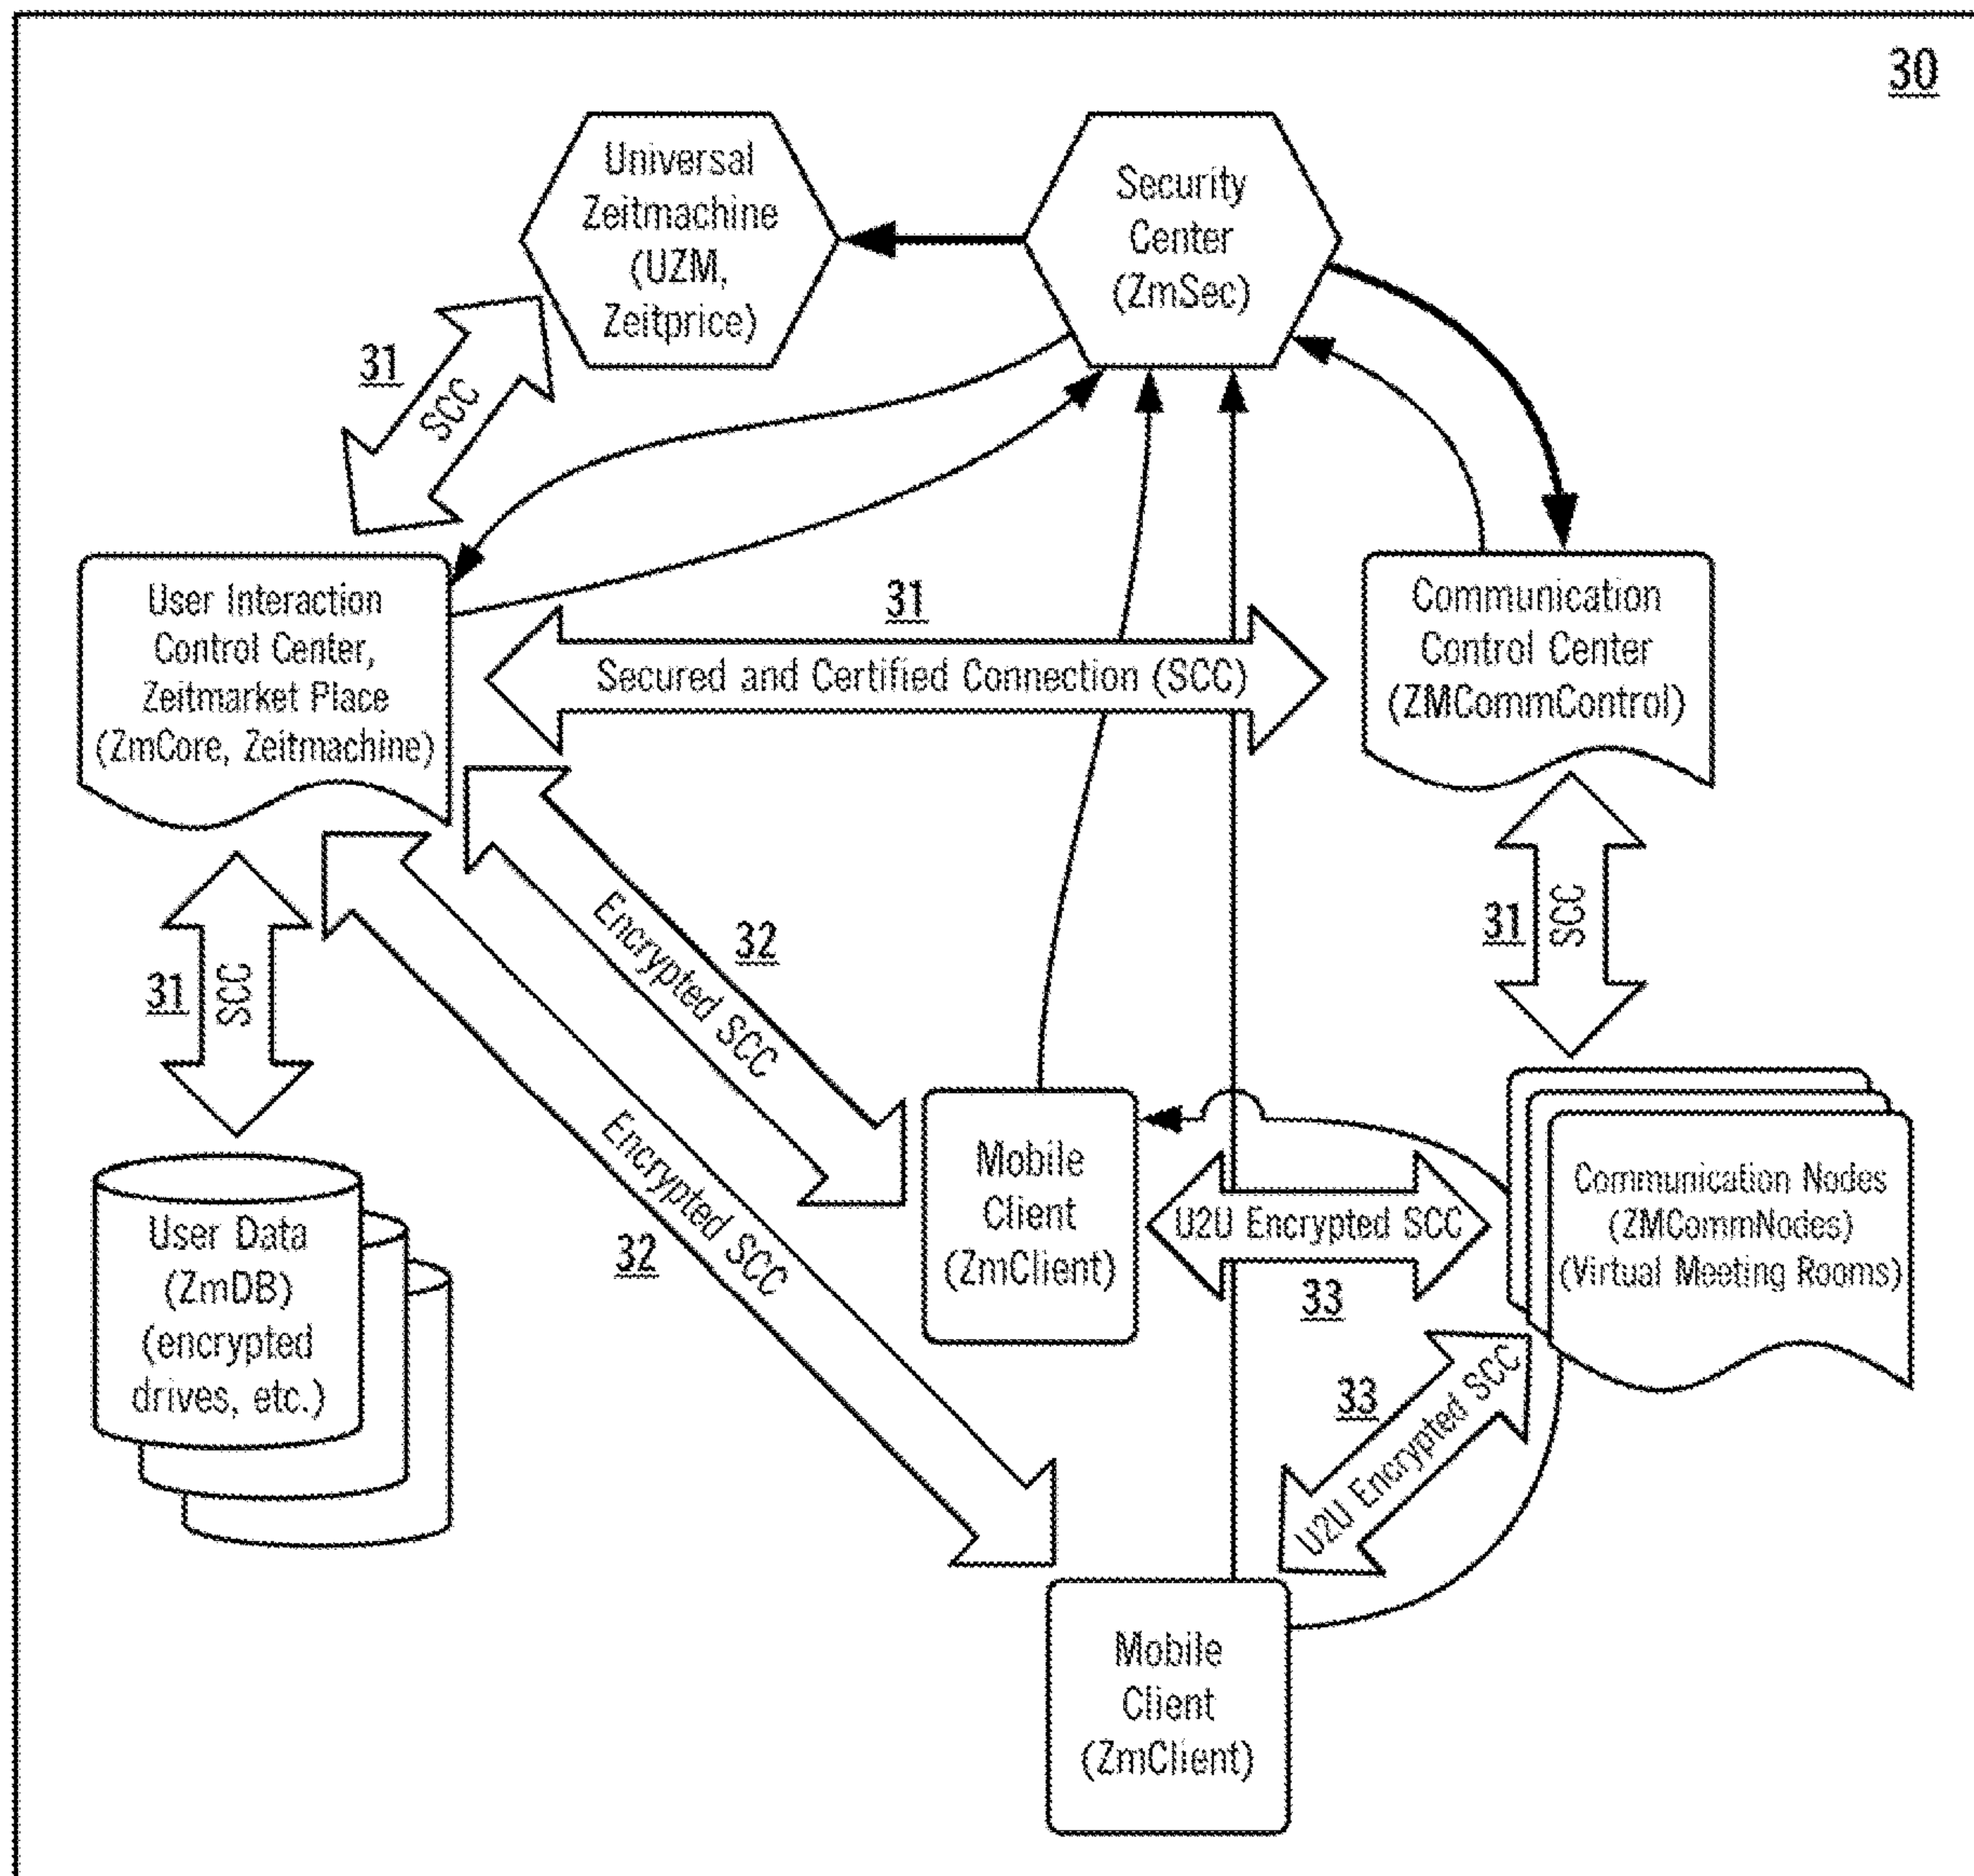 30
Universal
Zeitmachine
(UZM,
Zeitprice)
Security
Center
(ZmSec)
31
SCC
User Interaction
Control Center,
Zeitmarket Place
(ZmCore, Zeitmachine)
31
Secured and Certified Connection (SCC)
Communication
Control Center
(ZMCommControl)
31
SCC
32
Encrypted SCC
31
SCC
32
Encrypted SCC
User Data
(ZmDB)
(encrypted
drives, etc.)
Mobile
Client
(ZmClient)
U2U Encrypted SCC
33
Communication Nodes
(ZMCommNodes)
(Virtual Meeting Rooms)
33
U2U Encrypted SCC
Mobile
Client
(ZmClient)